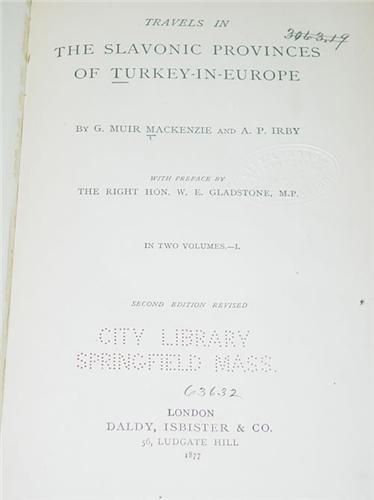 TRAVELS IN
3063.19
THE SLAVONIC PROVINCES
OF TURKEY-IN-EUROPE
BY G. MUIR MACKENZIE AND A. P. IRBY
WITH PREFACE BY
THE RIGHT HON. W. E. GLADSTONE, M.P.
IN TWO VOLUMES.—I.
SECOND EDITION REVISED
CITY LIBRARY
SPRINGFIELD MASS.
63632
LONDON
DALDY, ISBISTER & CO.
56, LUDGATE HILL
1877